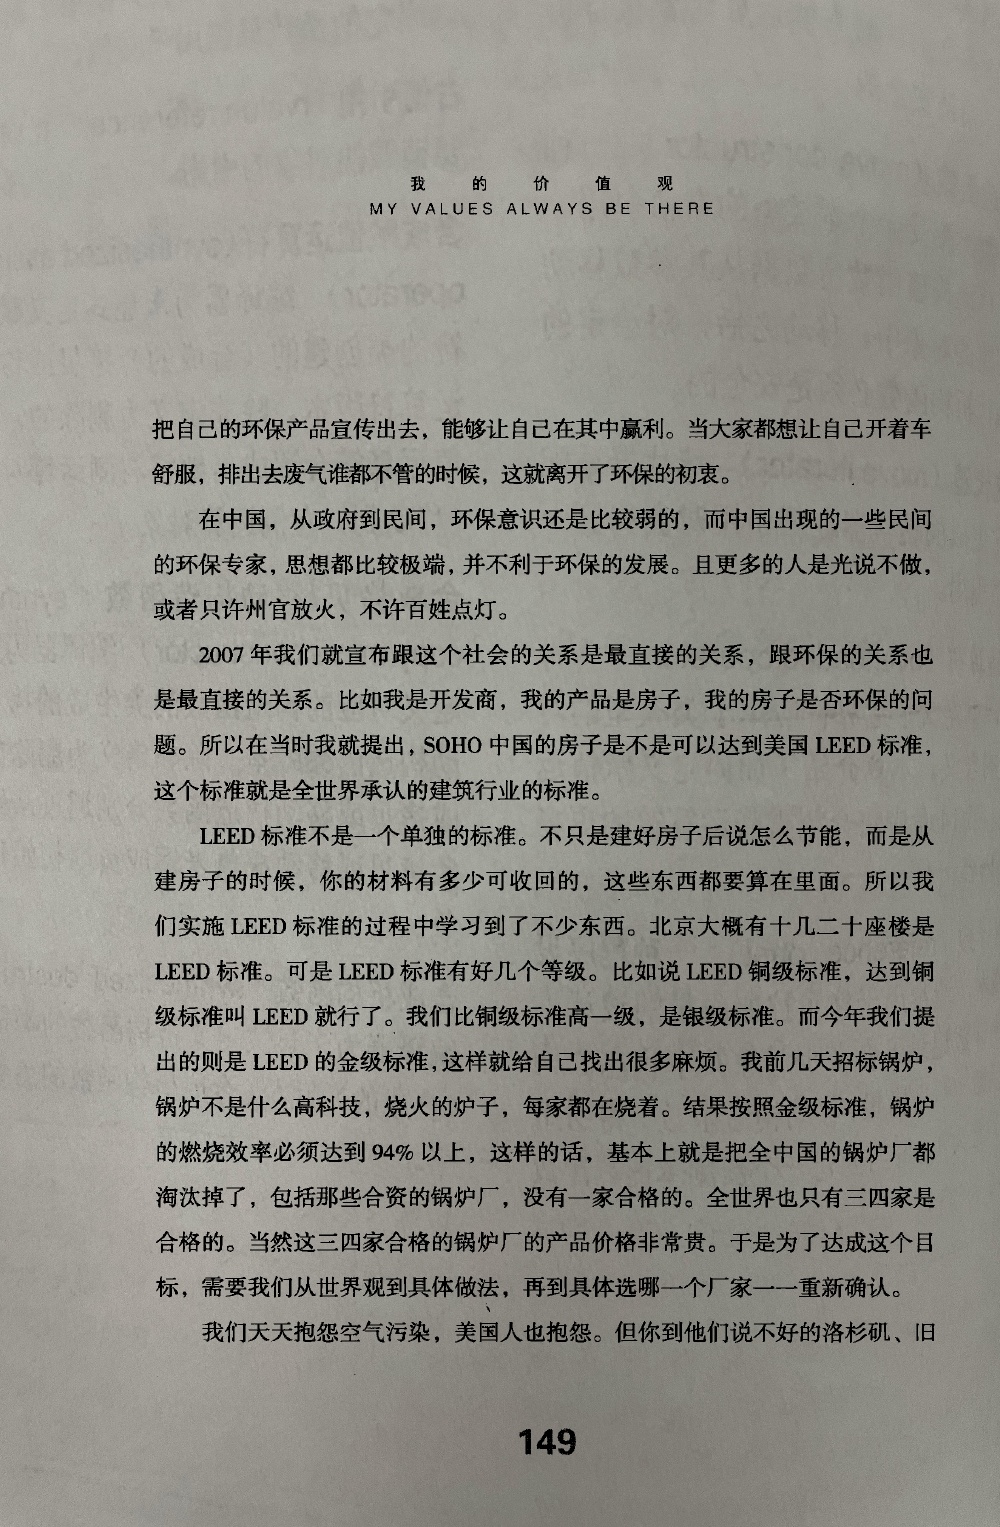 我的价值观
MY VALUES ALWAYS BE THERE
把自己的环保产品宣传出去，能够让自己在其中赢利。当大家都想让自己开着车
舒服，排出去废气谁都不管的时候，这就离开了环保的初衷。
在中国，从政府到民间，环保意识还是比较弱的，而中国出现的一些民间
的环保专家，思想都比较极端，并不利于环保的发展。且更多的人是光说不做，
或者只许州官放火，不许百姓点灯。
2007 年我们就宣布跟这个社会的关系是最直接的关系，跟环保的关系也
是最直接的关系。比如我是开发商，我的产品是房子，我的房子是否环保的问
题。所以在当时我就提出，SOHO 中国的房子是不是可以达到美国 LEED 标准，
这个标准就是全世界承认的建筑行业的标准。
LEED 标准不是一个单独的标准。不只是建好房子后说怎么节能，而是从
建房子的时候，你的材料有多少可收回的，这些东西都要算在里面。所以我
们实施 LEED 标准的过程中学习到了不少东西。北京大概有十几二十座楼是
LEED 标准。可是 LEED 标准有好几个等级。比如说 LEED 铜级标准，达到铜
级标准叫 LEED 就行了。我们比铜级标准高一级，是银级标准。而今年我们提
出的则是 LEED 的金级标准，这样就给自己找出很多麻烦。我前几天招标锅炉，
锅炉不是什么高科技，烧火的炉子，每家都在烧着。结果按照金级标准，锅炉
的燃烧效率必须达到 94% 以上，这样的话，基本上就是把全中国的锅炉厂都
淘汰掉了，包括那些合资的锅炉厂，没有一家合格的。全世界也只有三四家是
合格的。当然这三四家合格的锅炉厂的产品价格非常贵。于是为了达成这个目
标，需要我们从世界观到具体做法，再到具体选哪一个厂家一一重新确认。
我们天天抱怨空气污染，美国人也抱怨。但你到他们说不好的洛杉矶、旧
149